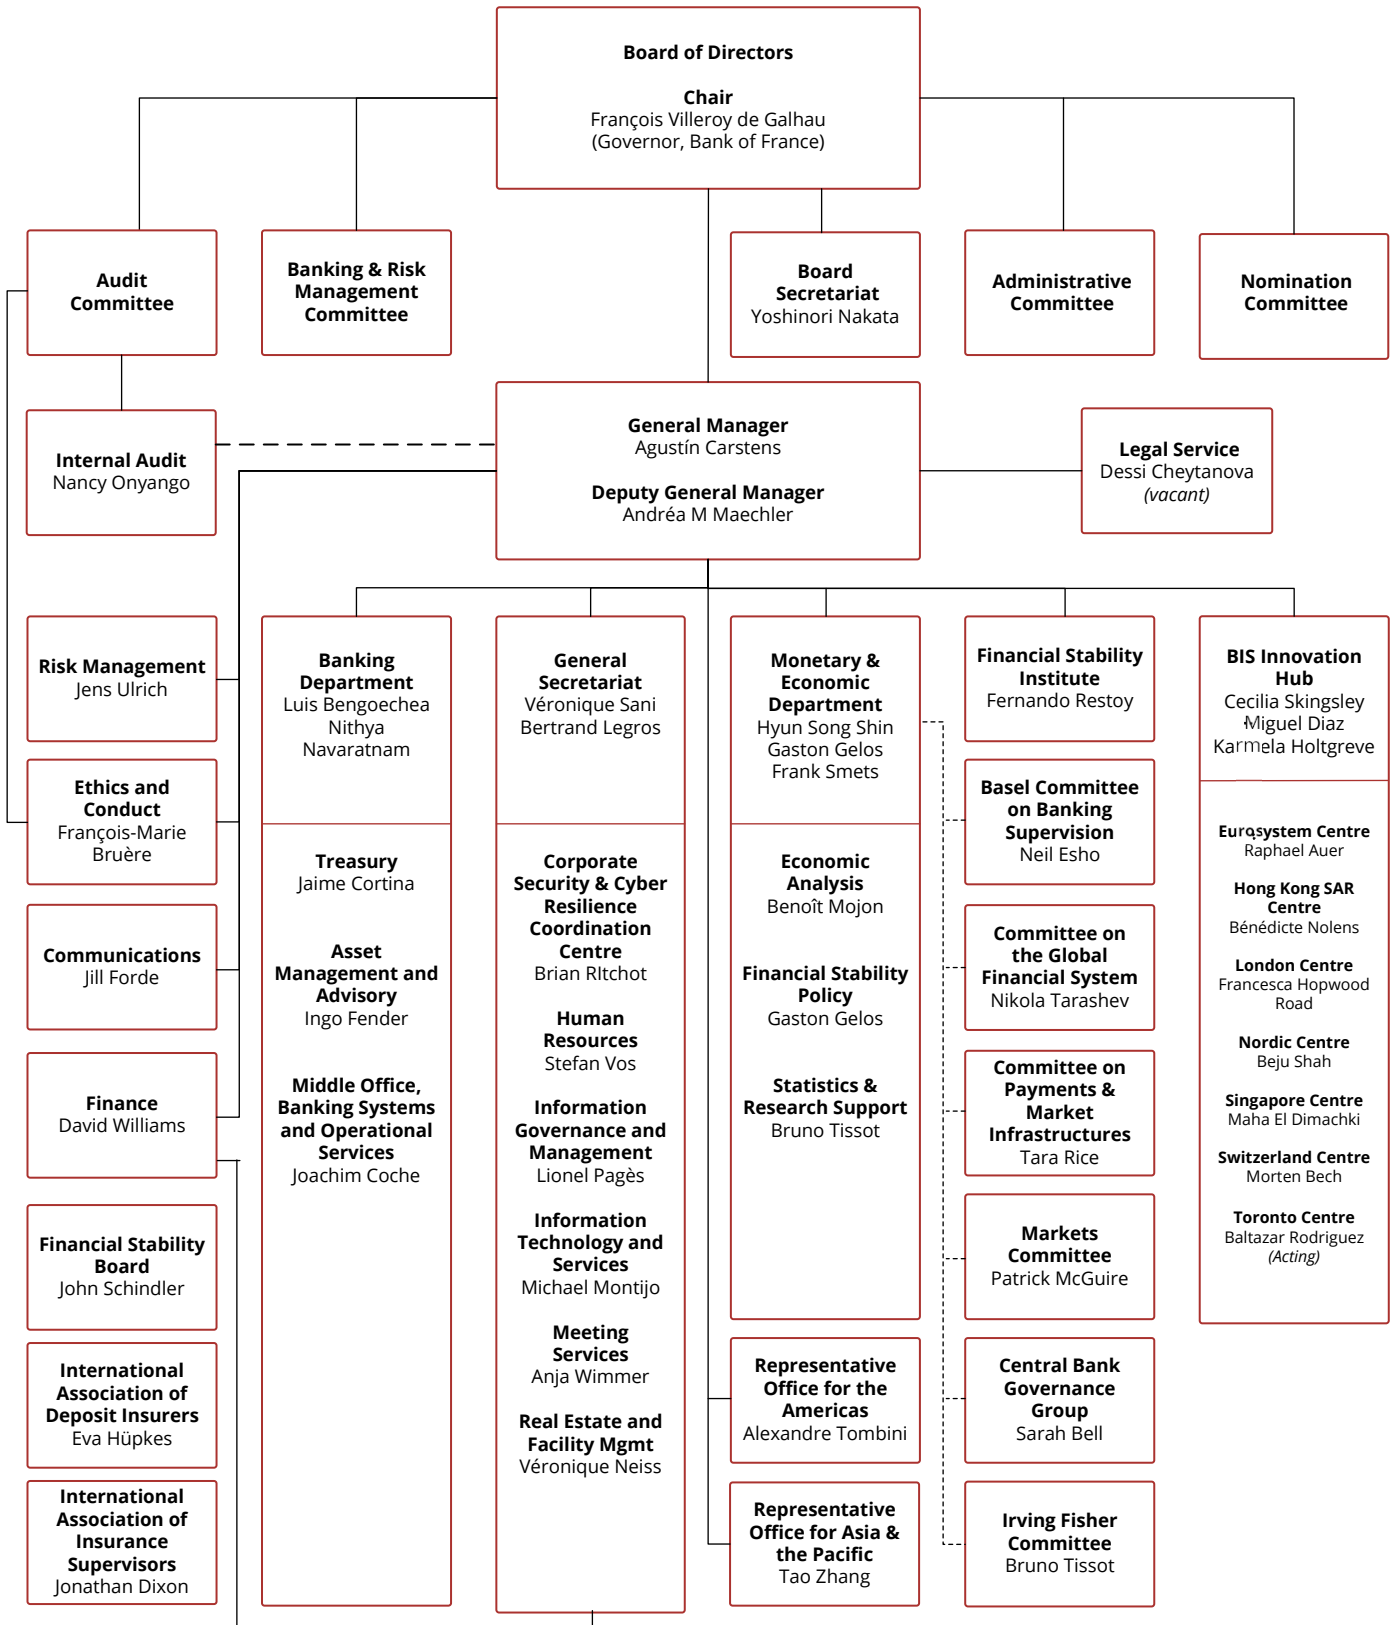 Board of Directors
Chair
François Villeroy de Galhau
(Governor, Bank of France)
Audit
Committee
Banking & Risk
Management
Committee
Board
Secretariat
Yoshinori Nakata
Administrative
Committee
Nomination
Committee
General Manager
Agustín Carstens
Deputy General Manager
Andréa M Maechler
Internal Audit
Nancy Onyango
Legal Service
Dessi Cheytanova
(vacant)
Risk Management
Jens Ulrich
Ethics and
Conduct
François-Marie
Bruère
Communications
Jill Forde
Finance
David Williams
Financial Stability
Board
John Schindler
International
Association of
Deposit Insurers
Eva Hüpkes
International
Association of
Insurance
Supervisors
Jonathan Dixon
Banking
Department
Luis Bengoechea
Nithya
Navaratnam
Treasury
Jaime Cortina
Asset
Management and
Advisory
Ingo Fender
Middle Office,
Banking Systems
and Operational
Services
Joachim Coche
General
Secretariat
Véronique Sani
Bertrand Legros
Corporate
Security & Cyber
Resilience
Coordination
Centre
Brian RItchot
Human
Resources
Stefan Vos
Information
Governance and
Management
Lionel Pagès
Information
Technology and
Services
Michael Montijo
Meeting
Services
Anja Wimmer
Real Estate and
Facility Mgmt
Véronique Neiss
Monetary &
Economic
Department
Hyun Song Shin
Gaston Gelos
Frank Smets
Economic
Analysis
Benoît Mojon
Financial Stability
Policy
Gaston Gelos
Statistics &
Research Support
Bruno Tissot
Representative
Office for the
Americas
Alexandre Tombini
Representative
Office for Asia &
the Pacific
Tao Zhang
Financial Stability
Institute
Fernando Restoy
Basel Committee
on Banking
Supervision
Neil Esho
Committee on
the Global
Financial System
Nikola Tarashev
Committee on
Payments &
Market
Infrastructures
Tara Rice
Markets
Committee
Patrick McGuire
Central Bank
Governance
Group
Sarah Bell
Irving Fisher
Committee
Bruno Tissot
BIS Innovation
Hub
Cecilia Skingsley
Miguel Diaz
Karmela Holtgreve
Eurosystem Centre
Raphael Auer
Hong Kong SAR
Centre
Bénédicte Nolens
London Centre
Francesca Hopwood
Road
Nordic Centre
Beju Shah
Singapore Centre
Maha El Dimachki
Switzerland Centre
Morten Bech
Toronto Centre
Baltazar Rodriguez
(Acting)